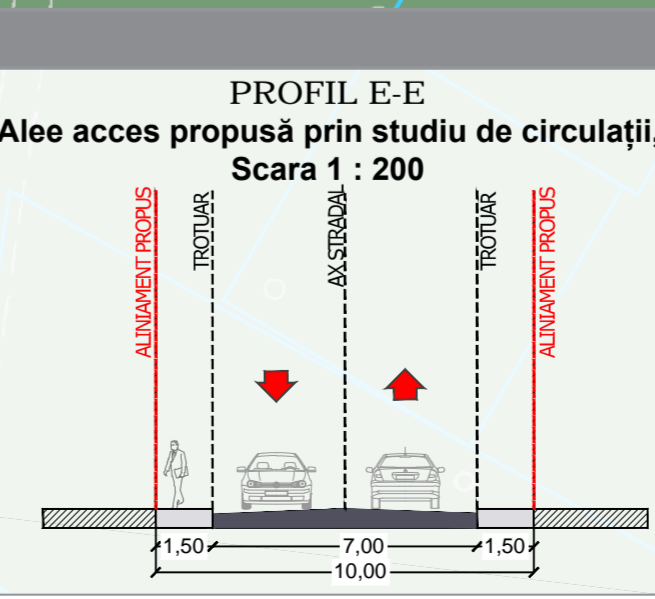 PROFIL E-E
Alee acces propusă prin studiu de circulații,
Scara 1 : 200
ALINIAMENT PROPUS
TROTUAR
AX STRADAL
TROTUAR
ALINIAMENT PROPUS
1,50
7,00
1,50
10,00